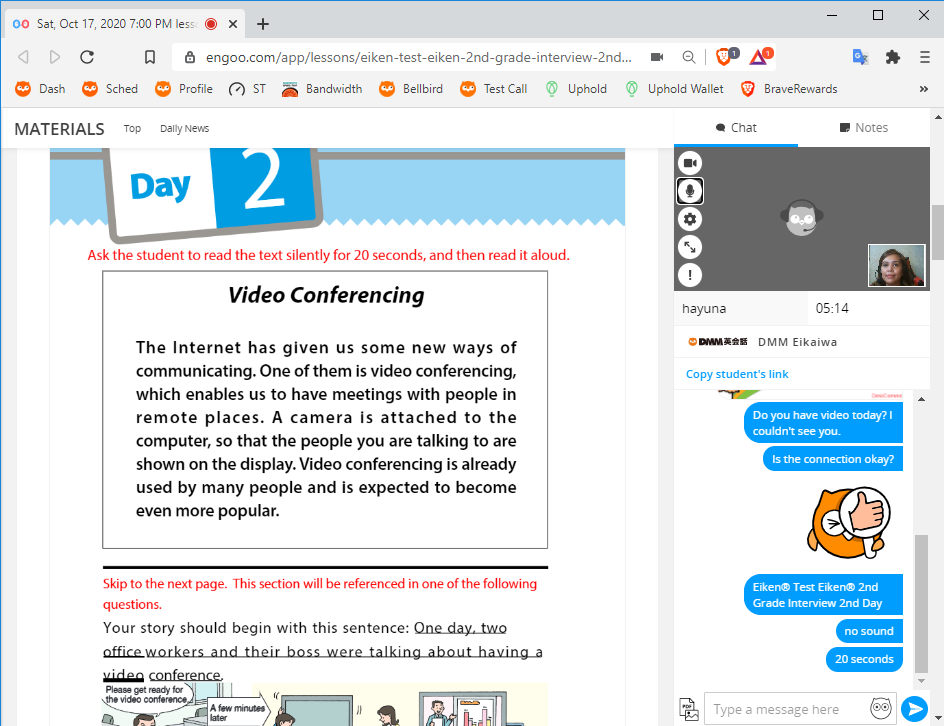 Sat, Oct 17, 2020 7:00 PM less
engoo.com/app/lessons/eiken-test-eiken-2nd-grade-interview-2nd...
1
1
Dash
Sched
Profile
ST
Bandwidth
Bellbird
Test Call
Uphold
Uphold Wallet
BraveRewards
»
MATERIALS
Top
Daily News
Chat
Notes
Day 2
Ask the student to read the text silently for 20 seconds, and then read it aloud.
Video Conferencing
The Internet has given us some new ways of
communicating. One of them is video conferencing,
which enables us to have meetings with people in
remote places. A camera is attached to the
computer, so that the people you are talking to are
shown on the display. Video conferencing is already
used by many people and is expected to become
even more popular.
Skip to the next page. This section will be referenced in one of the following
questions.
Your story should begin with this sentence: One day, two
office workers and their boss were talking about having a
video conference.
Please get ready for
the video conference.
A few minutes
later
hayuna
05:14
DMM英会話
DMM Eikaiwa
Copy student's link
Do you have video today? I
couldn't see you.
Is the connection okay?
Eiken® Test Eiken® 2nd
Grade Interview 2nd Day
no sound
20 seconds
PDF
Type a message here